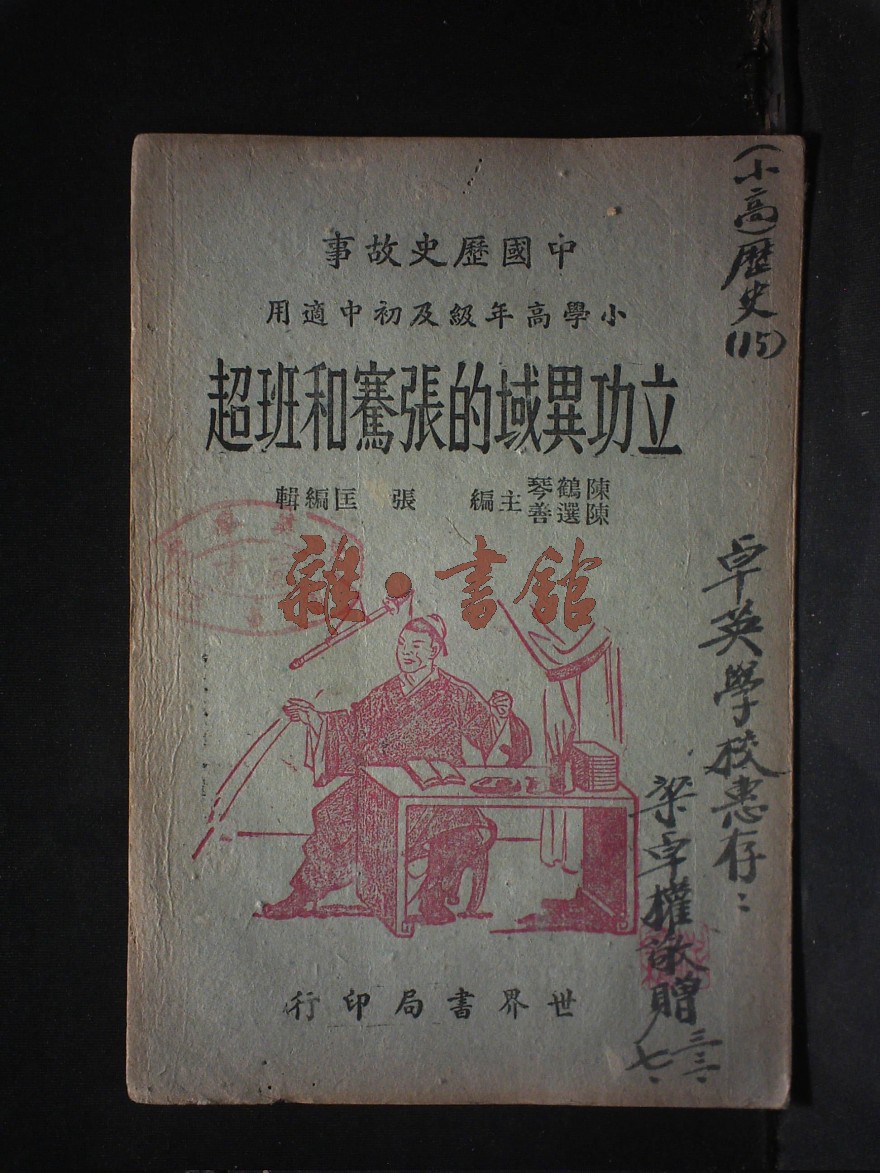 中國歷史故事
小學高年級及初中適用
立功異域的張騫和班超
陳鶴琴
陳選善
主編 張匡編輯
雜·書館
世界書局印行
(小高)歷史(15)
卓英學校惠存：
梁卓權敬贈
三三、七、